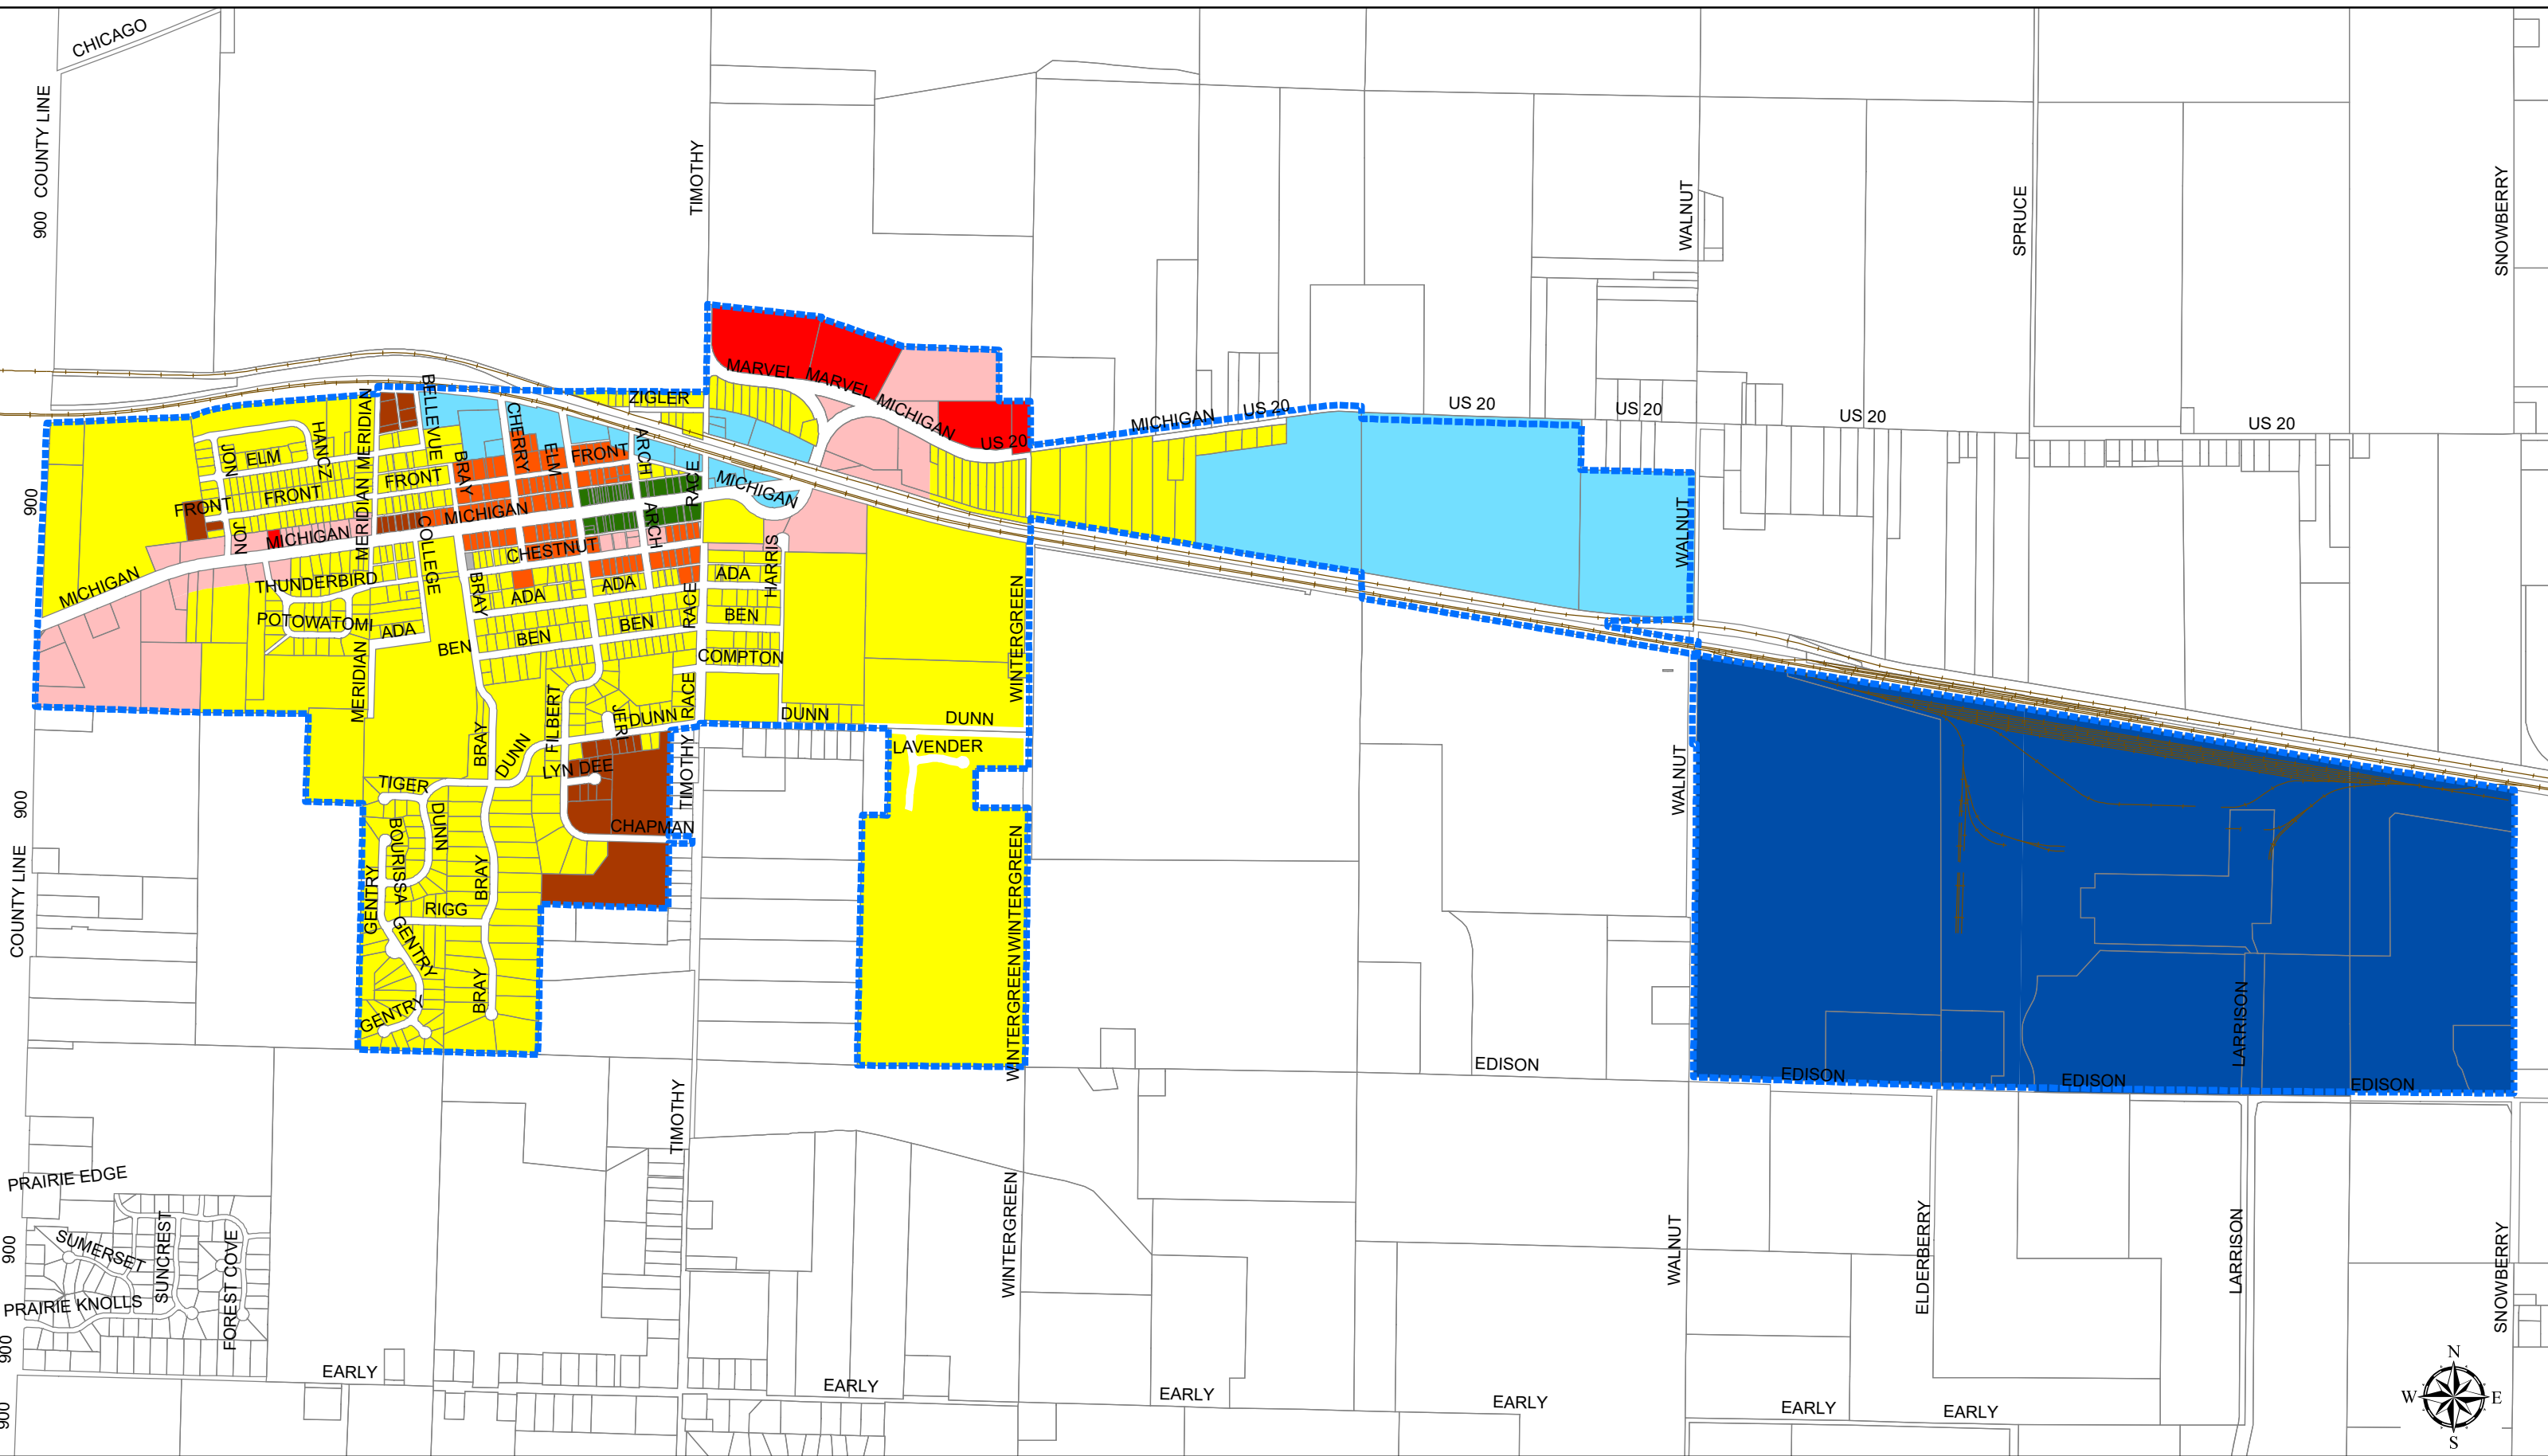 CHICAGO
900 COUNTY LINE
TIMOTHY
WALNUT
SPRUCE
SNOWBERRY
MARVEL
MARVEL
MICHIGAN
US 20
MICHIGAN
US 20
US 20
US 20
US 20
US 20
ZIGLER
BELLEVUE
CHERRY
ELM
FRONT
ARCH
RACE
MICHIGAN
HANCZ
JON
ELM
MERIDIAN
MERIDIAN
FRONT
FRONT
FRONT
BRAY
MICHIGAN
ARCH
900
JON
MICHIGAN
COLLEGE
CHESTNUT
HARRIS
WALNUT
MICHIGAN
THUNDERBIRD
BRAY
ADA
ADA
ADA
RACE
POTOWATOMI
ADA
BEN
BEN
BEN
BEN
COMPTON
WINTERGREEN
MERIDIAN
FILBERT
JERI
DUNN
RACE
DUNN
DUNN
BRAY
DUNN
LAVENDER
LYN DEE
TIMOTHY
WALNUT
TIGER
900
DUNN
BOURISSA
CHAPMAN
COUNTY LINE
GENTRY
BRAY
RIGG
GENTRY
WINTERGREEN
WINTERGREEN
BRAY
GENTRY
LARRISON
EDISON
EDISON
EDISON
EDISON
TIMOTHY
PRAIRIE EDGE
WINTERGREEN
WALNUT
ELDERBERRY
LARRISON
SNOWBERRY
900
SUMERSET
SUNCREST
FOREST COVE
PRAIRIE KNOLLS
900
EARLY
EARLY
EARLY
EARLY
EARLY
EARLY
900
N
W
E
S